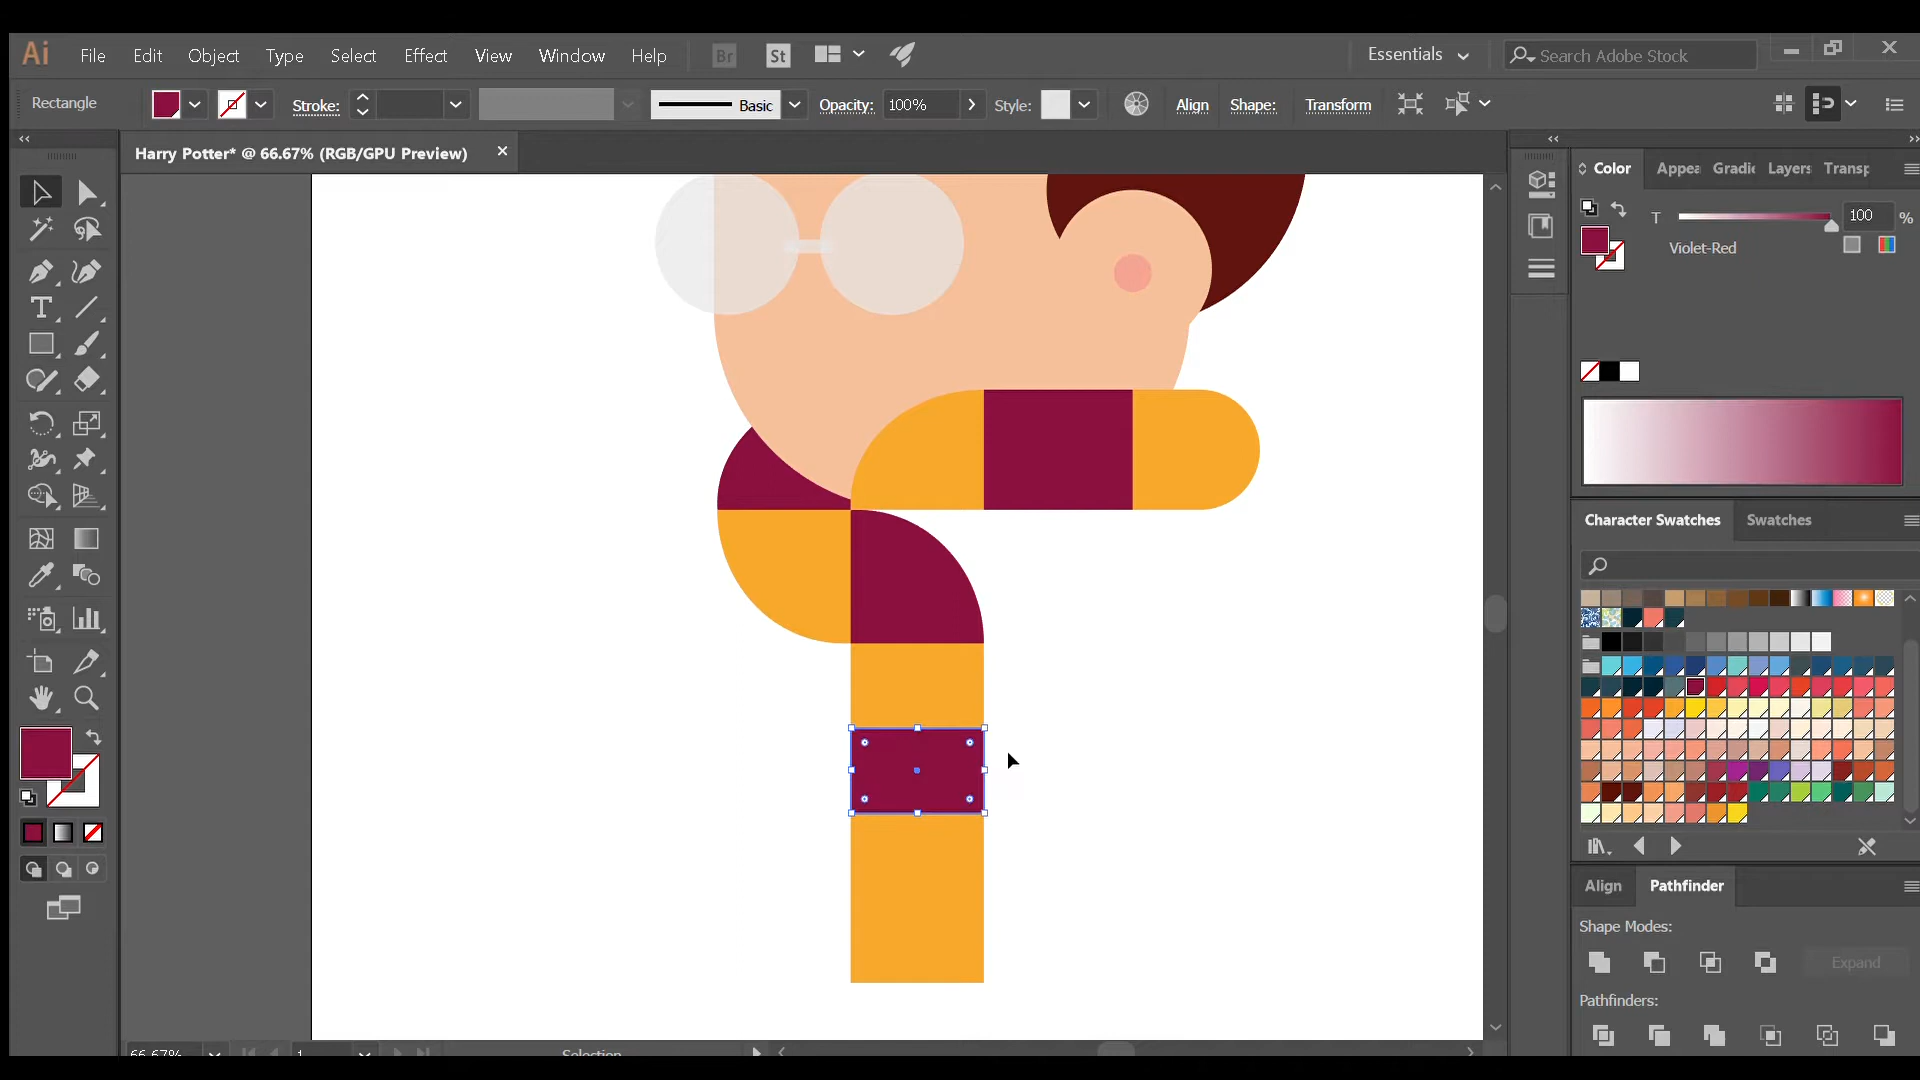 Ai File Edit Object Type Select Effect View Window Help Br St Essentials Search Adobe Stock
Rectangle Stroke: Basic Opacity: 100% Style: Align Shape: Transform
Harry Potter* @ 66.67% (RGB/GPU Preview)
Color Appea Gradie Layers Transp
T 100 %
Violet-Red
Character Swatches Swatches
Align Pathfinder
Shape Modes:
Expand
Pathfinders:
66.67% 1 Selection